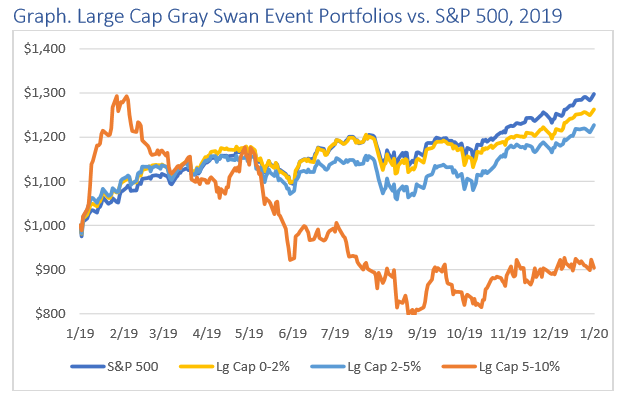 Graph. Large Cap Gray Swan Event Portfolios vs. S&P 500, 2019
$1,400
$1,300
$1,200
$1,100
$1,000
$900
$800
1/19 2/19 3/19 4/19 5/19 6/19 7/19 8/19 9/19 10/19 11/19 12/19 1/20
S&P 500 Lg Cap 0-2% Lg Cap 2-5% Lg Cap 5-10%